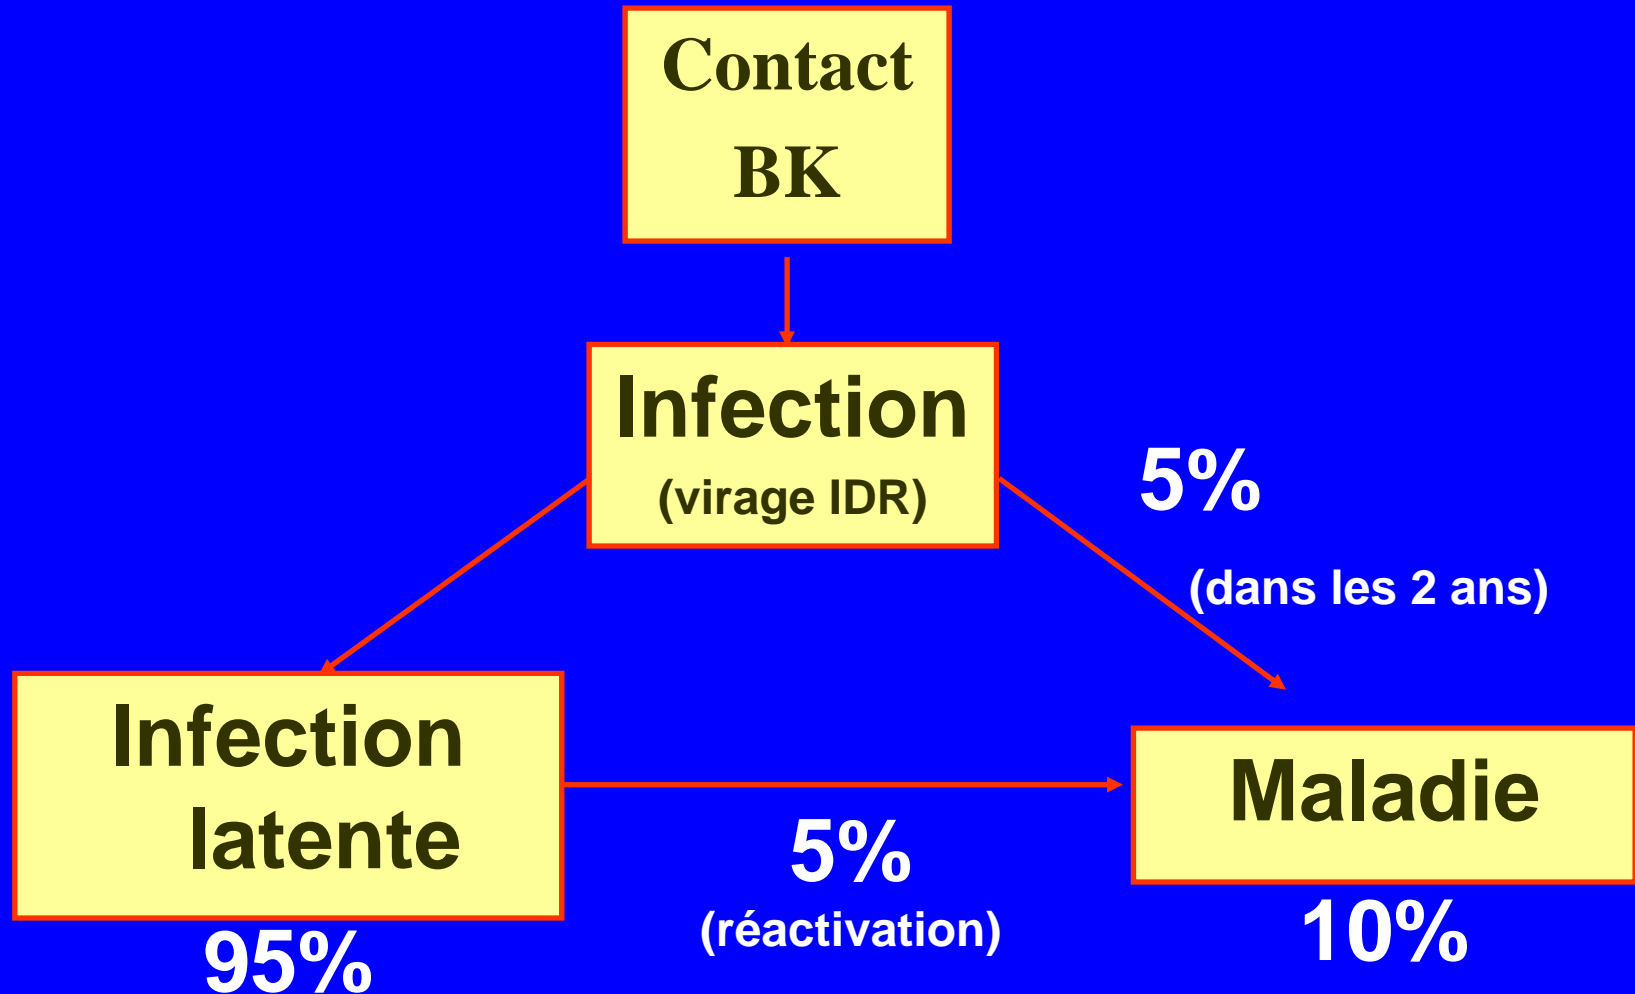 Contact
BK
Infection
(virage IDR)
5%
(dans les 2 ans)
Infection
latente
95%
5%
(réactivation)
Maladie
10%